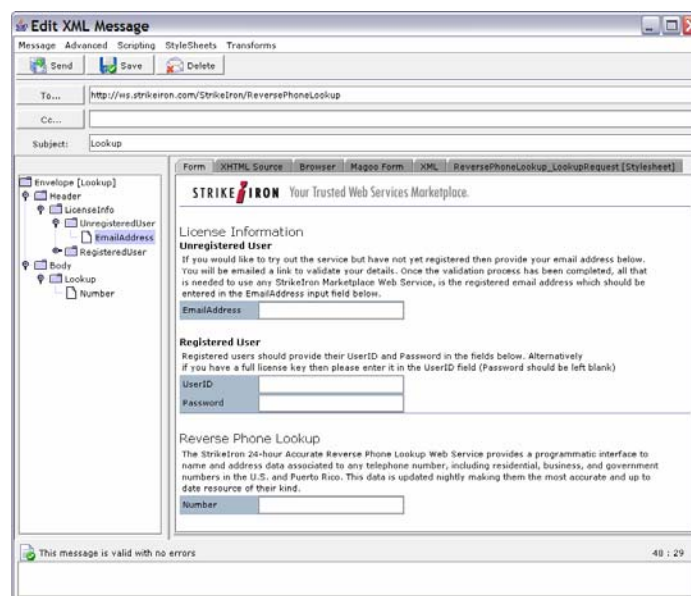 Edit XML Message
Message Advanced Scripting StyleSheets Transforms
Send Save Delete
To... http://ws.strikeiron.com/StrikeIron/ReversePhoneLookup
Cc...
Subject: Lookup
Form XHTML Source Browser Magoo Form XML ReversePhoneLookup_LookupRequest [Stylesheet]
Envelope [Lookup]
Header
LicenseInfo
UnregisteredUser
EmailAddress
RegisteredUser
Body
Lookup
Number
STRIKE IRON Your Trusted Web Services Marketplace.
License Information
Unregistered User
If you would like to try out the service but have not yet registered then provide your email address below.
You will be emailed a link to validate your details. Once the validation process has been completed, all that
is needed to use any StrikeIron Marketplace Web Service, is the registered email address which should be
entered in the EmailAddress input field below.
EmailAddress
Registered User
Registered users should provide their UserID and Password in the fields below. Alternatively
if you have a full license key then please enter it in the UserID field (Password should be left blank)
UserID
Password
Reverse Phone Lookup
The StrikeIron 24-hour Accurate Reverse Phone Lookup Web Service provides a programmatic interface to
name and address data associated to any telephone number, including residential, business, and government
numbers in the U.S. and Puerto Rico. This data is updated nightly making them the most accurate and up to
date resource of their kind.
Number
This message is valid with no errors 48 : 29